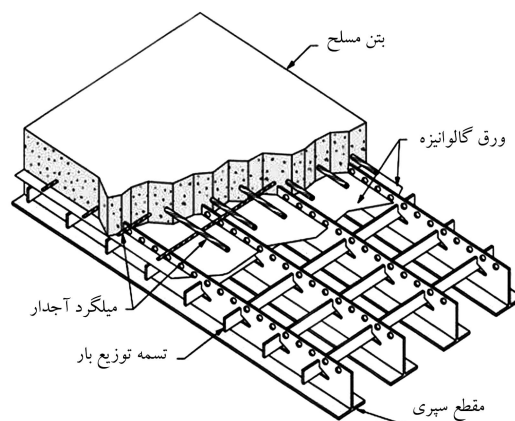 بتن مسلح
ورق گالوانیزه
میلگرد آجدار
تسمه توزیع بار
مقطع سپری